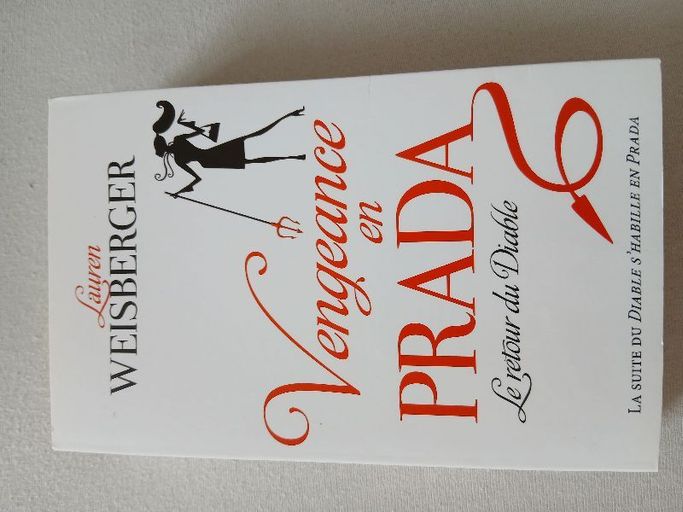 Lauren
WEISBERGER
Vengeance
en
PRADA
Le retour du Diable
LA SUITE DU DIABLE S'HABILLE EN PRADA